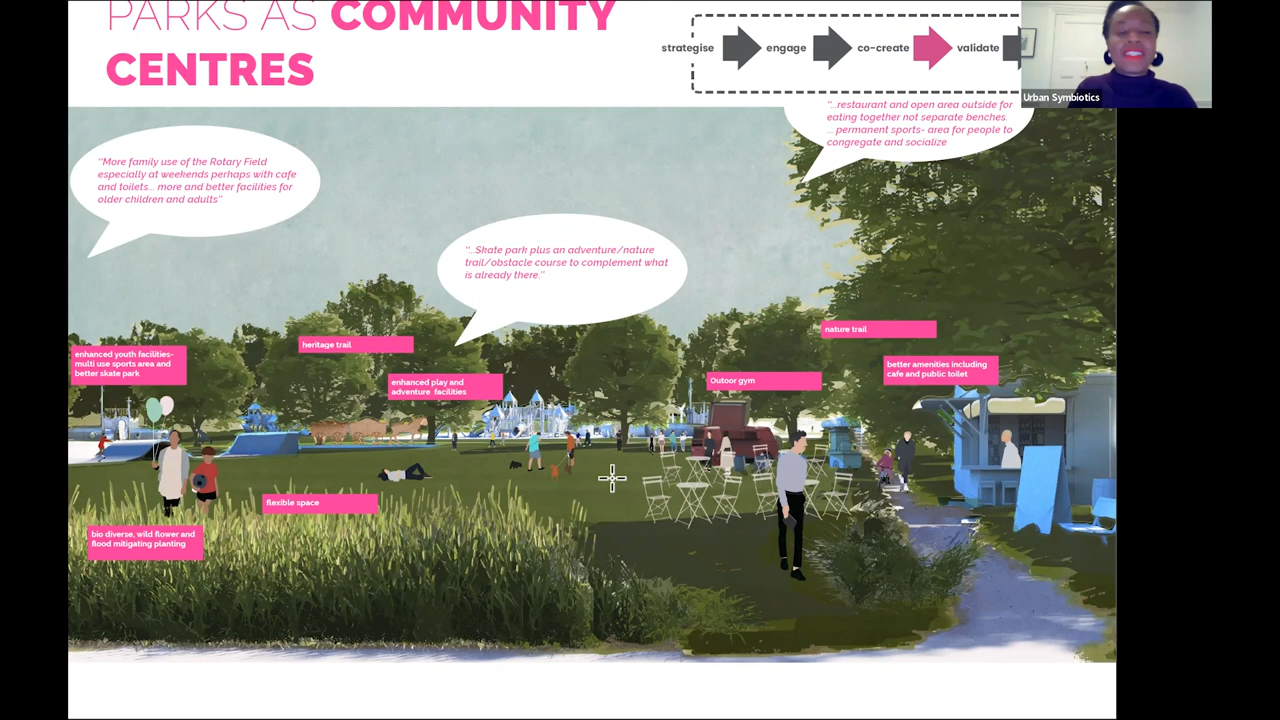 PARKS AS COMMUNITY
CENTRES
strategise
engage
co-create
validate
Urban Symbiotics
"More family use of the Rotary Field
especially at weekends perhaps with cafe
and toilets... more and better facilities for
older children and adults"
"...restaurant and open area outside for
eating together not separate benches.
... permanent sports- area for people to
congregate and socialize
"...Skate park plus an adventure/nature
trail/obstacle course to complement what
is already there."
enhanced youth facilities-
multi use sports area and
better skate park
heritage trail
enhanced play and
adventure facilities
Outoor gym
nature trail
better amenities including
cafe and public toilet
flexible space
bio diverse, wild flower and
flood mitigating planting